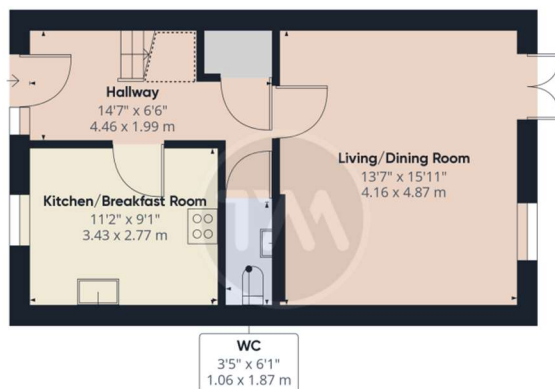 Hallway
14'7" x 6'6"
4.46 x 1.99 m
Living/Dining Room
13'7" x 15'11"
4.16 x 4.87 m
Kitchen/Breakfast Room
11'2" x 9'1"
3.43 x 2.77 m
TVM
WC
3'5" x 6'1"
1.06 x 1.87 m